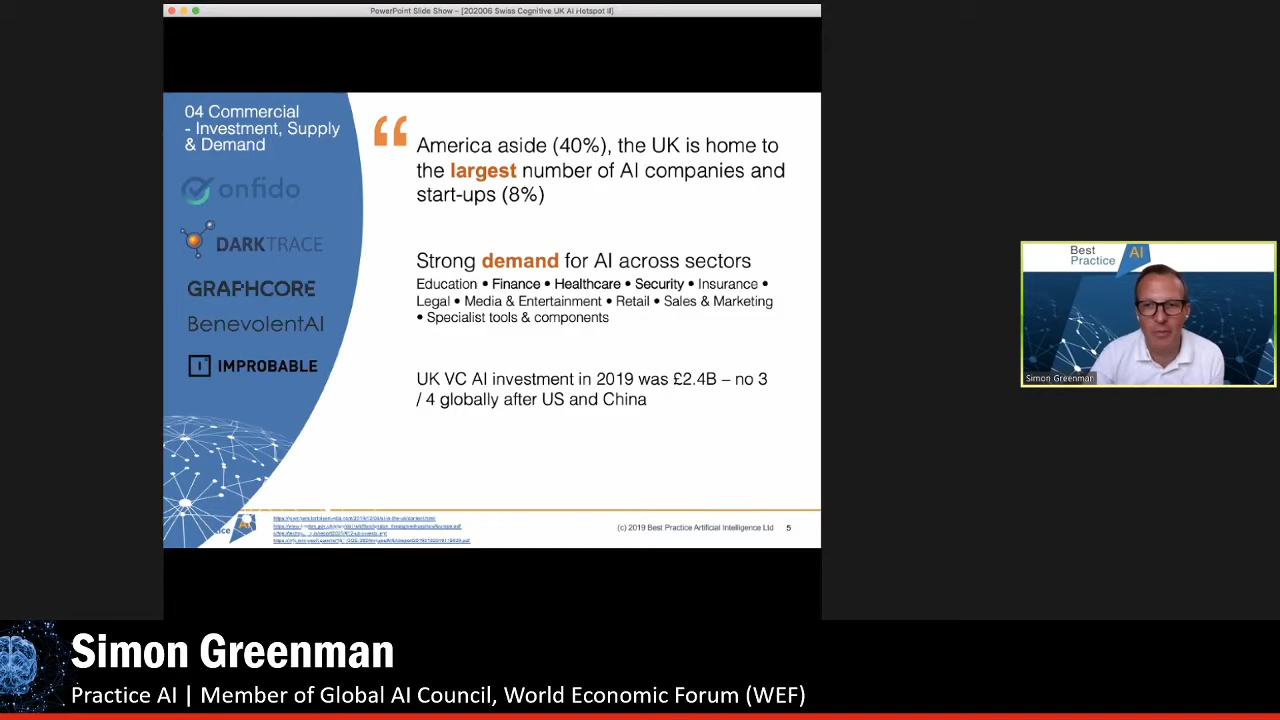 PowerPoint Slide Show - [202006 Swiss Cognitive UK AI Hotspot II]
04 Commercial
- Investment, Supply
& Demand
onfido
DARKTRACE
GRAPHCORE
BenevolentAI
IMPROBABLE
“
America aside (40%), the UK is home to
the largest number of AI companies and
start-ups (8%)
Strong demand for AI across sectors
Education • Finance • Healthcare • Security • Insurance •
Legal • Media & Entertainment • Retail • Sales & Marketing
• Specialist tools & components
UK VC AI investment in 2019 was £2.4B – no 3
/ 4 globally after US and China
AI
(c) 2019 Best Practice Artificial Intelligence Ltd 5
Best
Practice AI
Simon Greenman
Simon Greenman
Practice AI | Member of Global AI Council, World Economic Forum (WEF)